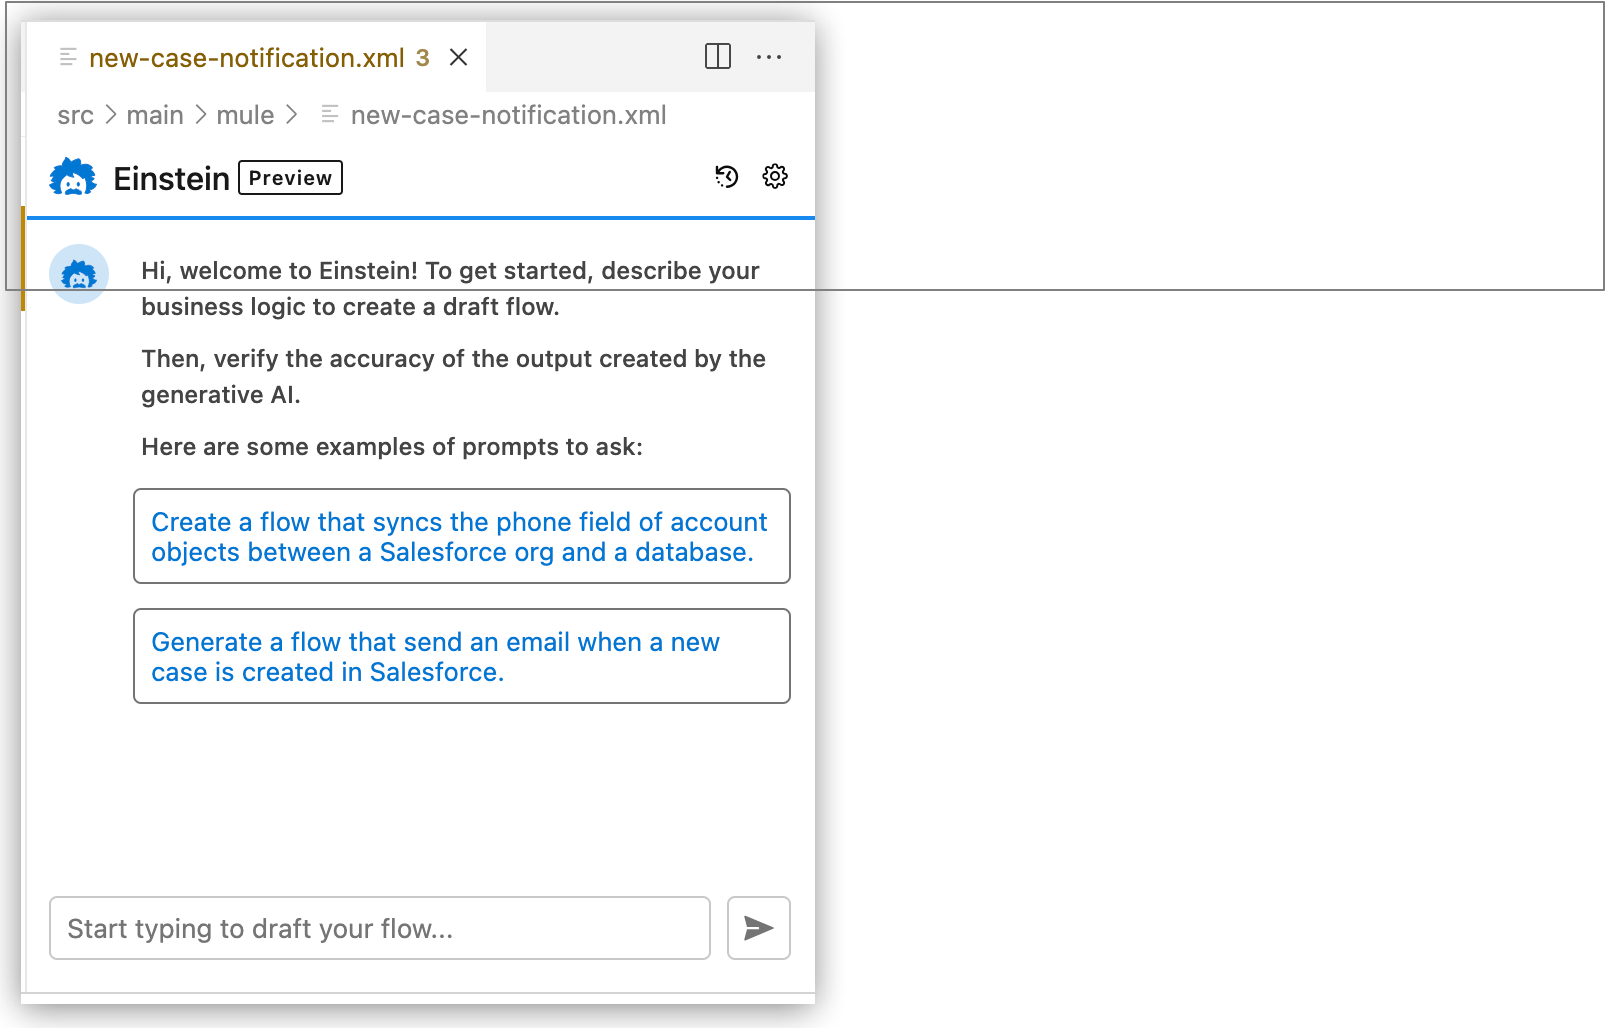 new-case-notification.xml 3
src > main > mule > new-case-notification.xml
Einstein Preview
Hi, welcome to Einstein! To get started, describe your
business logic to create a draft flow.
Then, verify the accuracy of the output created by the
generative AI.
Here are some examples of prompts to ask:
Create a flow that syncs the phone field of account
objects between a Salesforce org and a database.
Generate a flow that send an email when a new
case is created in Salesforce.
Start typing to draft your flow...